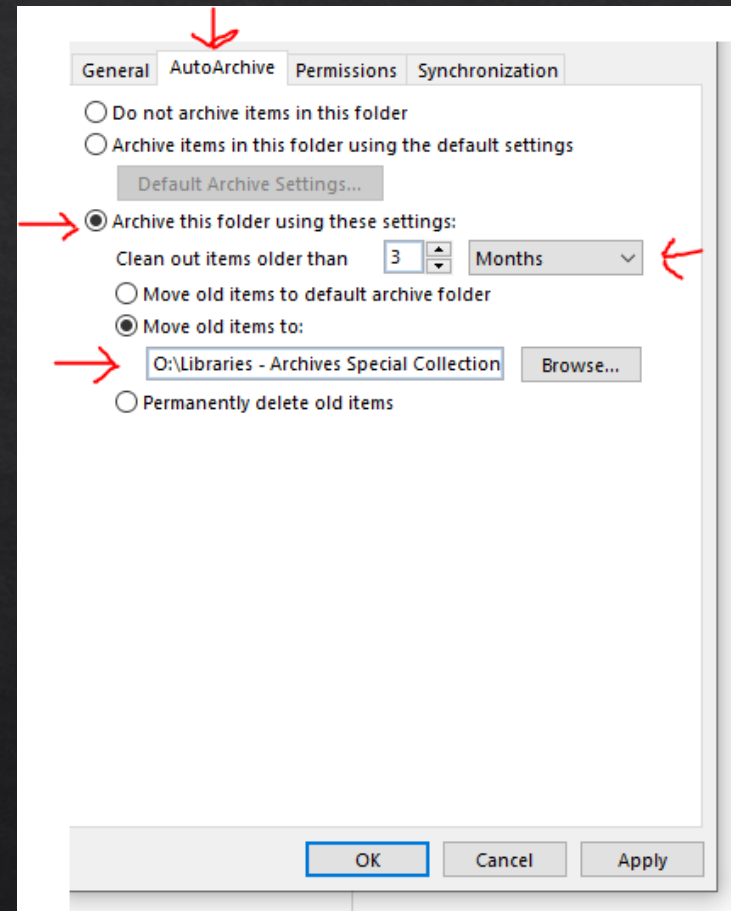 General AutoArchive Permissions Synchronization
Do not archive items in this folder
Archive items in this folder using the default settings
Default Archive Settings...
Archive this folder using these settings:
Clean out items older than 3 Months
Move old items to default archive folder
Move old items to:
O:\Libraries - Archives Special Collection Browse...
Permanently delete old items
OK Cancel Apply